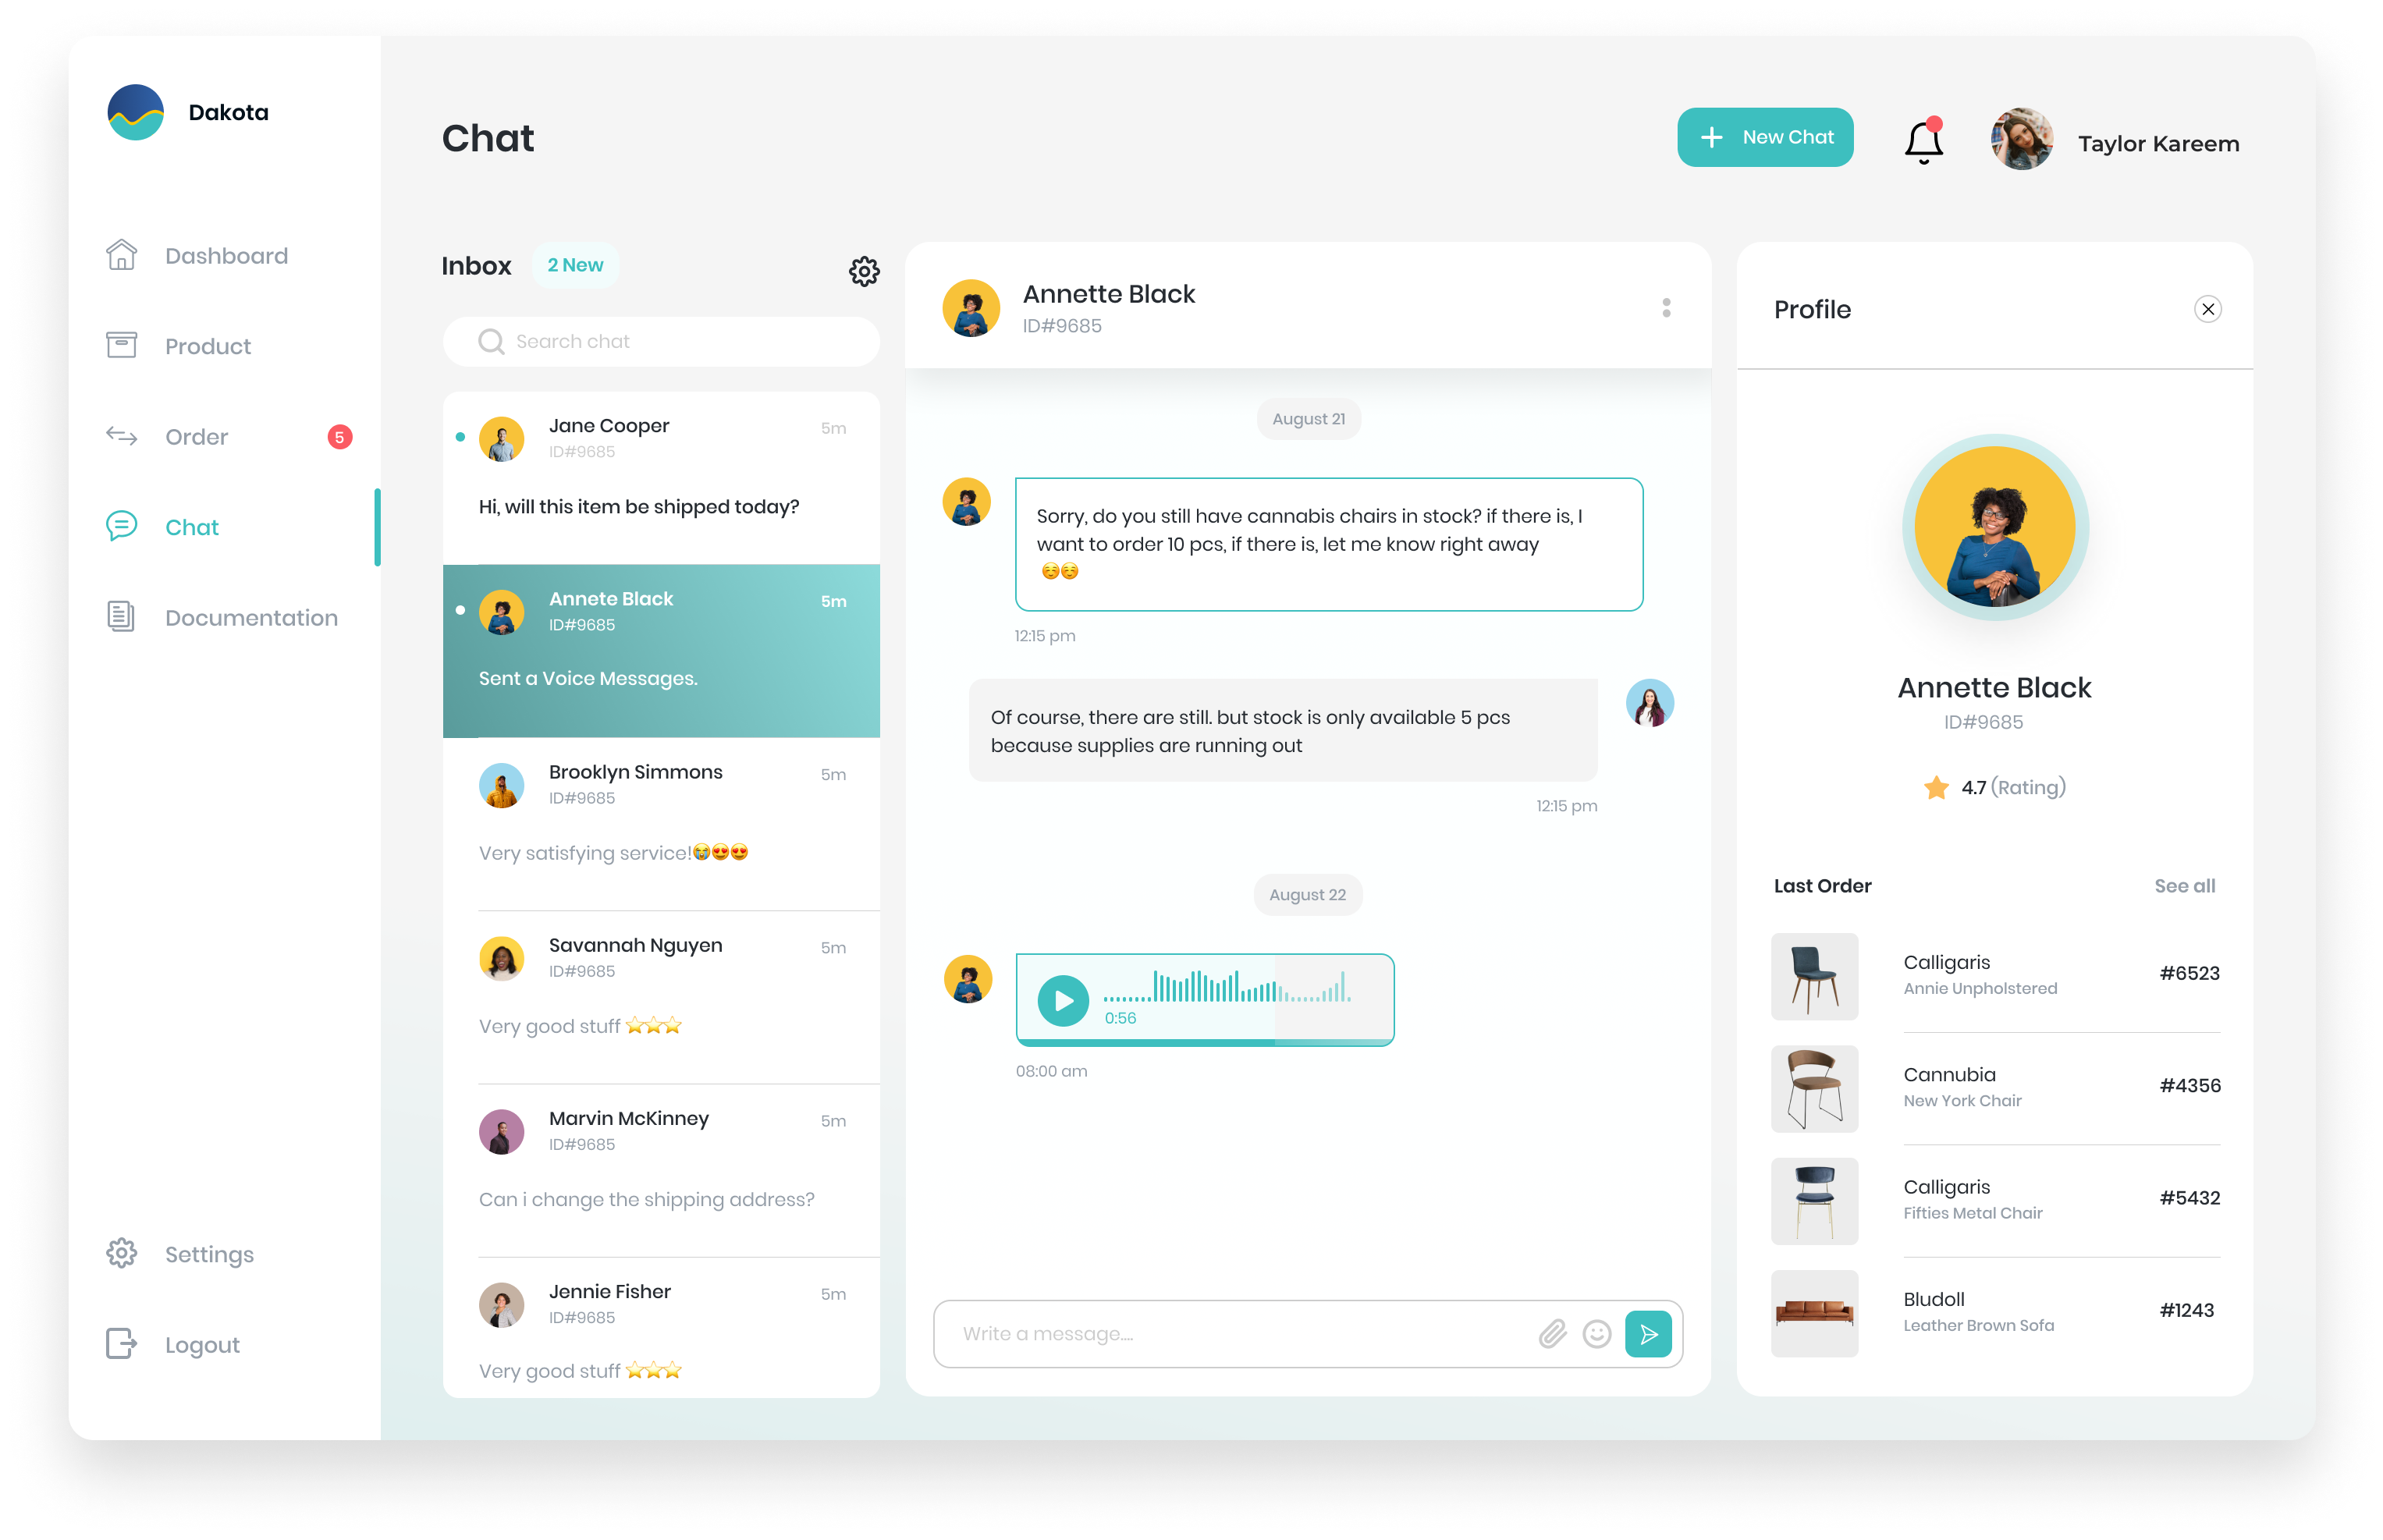 Dakota
Dashboard
Product
Order
5
Chat
Documentation
Settings
Logout
Chat
New Chat
Taylor Kareem
Inbox
2 New
Search chat
Jane Cooper
5m
ID#9685
Hi, will this item be shipped today?
Annete Black
5m
ID#9685
Sent a Voice Messages.
Brooklyn Simmons
5m
ID#9685
Very satisfying service!😭😍😍
Savannah Nguyen
5m
ID#9685
Very good stuff ⭐⭐⭐
Marvin McKinney
5m
ID#9685
Can i change the shipping address?
Jennie Fisher
5m
ID#9685
Very good stuff ⭐⭐⭐
Annette Black
ID#9685
August 21
Sorry, do you still have cannabis chairs in stock? if there is, I
want to order 10 pcs, if there is, let me know right away
☺️☺️
12:15 pm
Of course, there are still. but stock is only available 5 pcs
because supplies are running out
12:15 pm
August 22
0:56
08:00 am
Write a message....
Profile
Annette Black
ID#9685
4.7 (Rating)
Last Order
See all
Calligaris
Annie Unpholstered
#6523
Cannubia
New York Chair
#4356
Calligaris
Fifties Metal Chair
#5432
Bludoll
Leather Brown Sofa
#1243